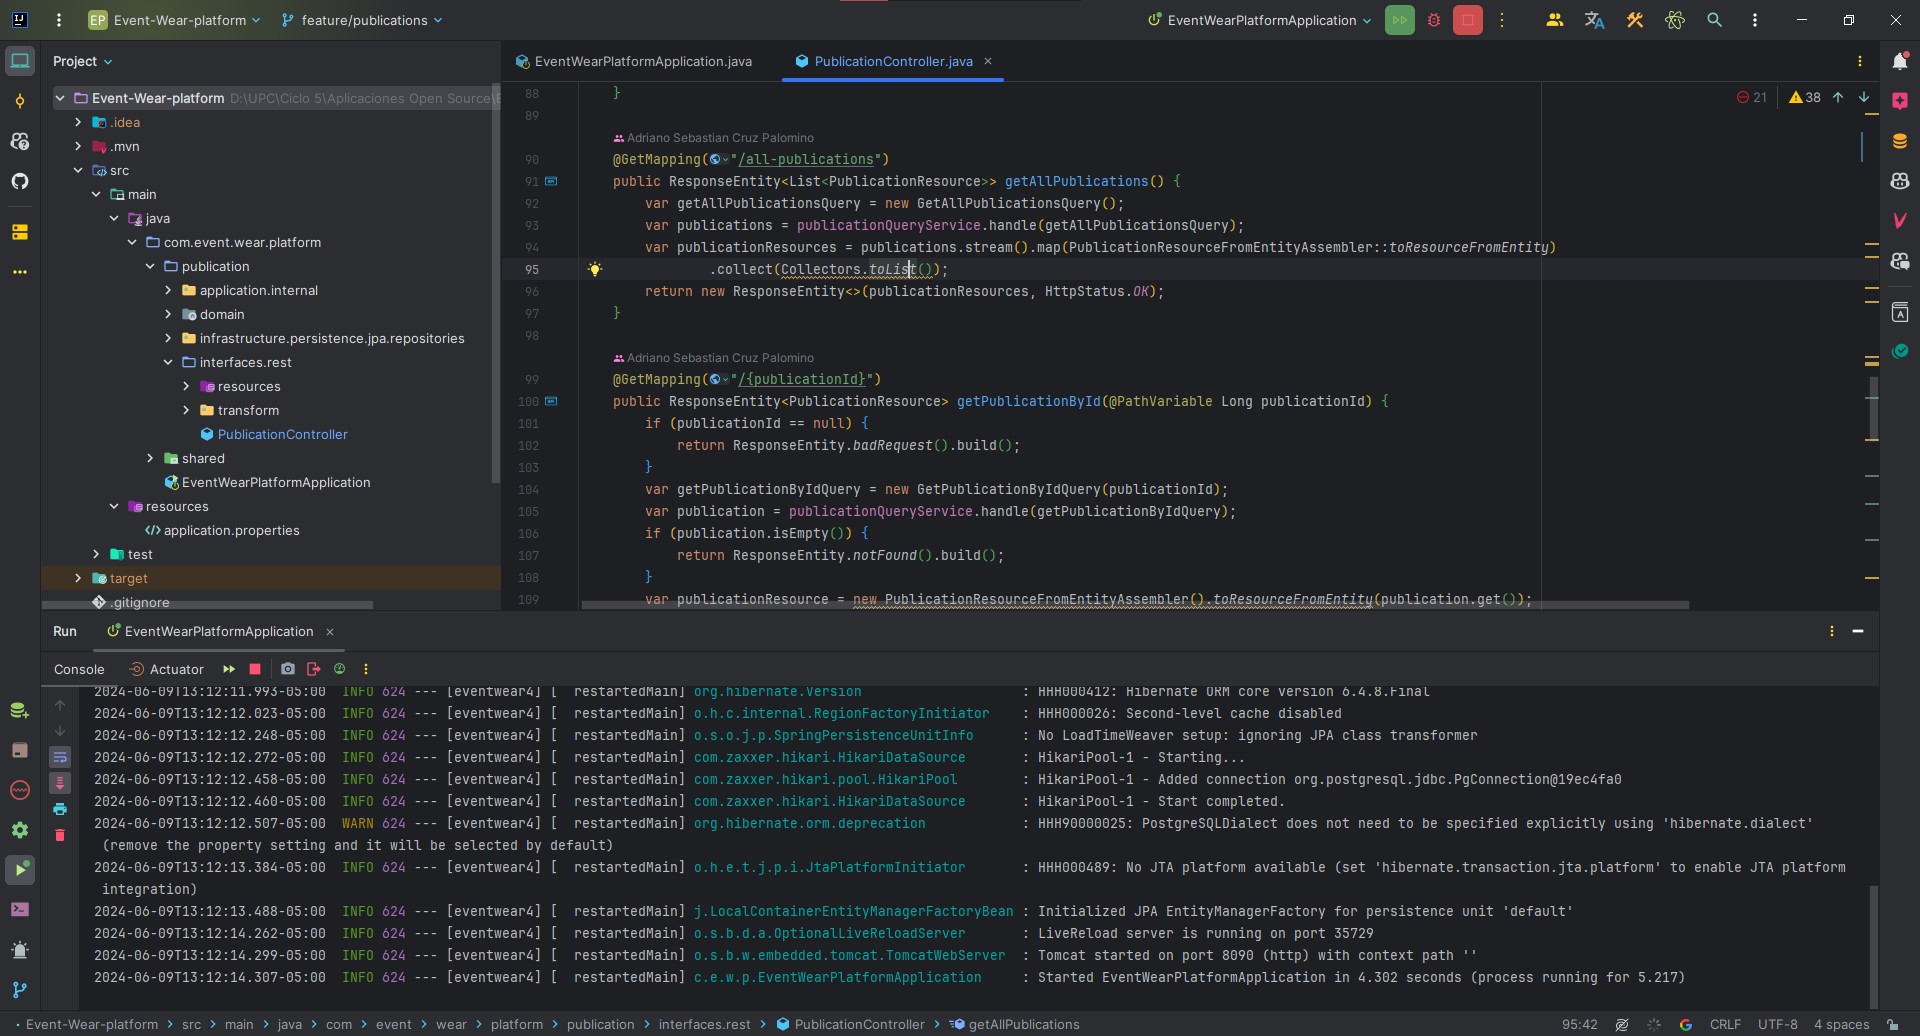 EP Event-Wear-platform
feature/publications
EventWearPlatformApplication
Project
EventWearPlatformApplication.java
PublicationController.java
Event-Wear-platform D:\UPC\Ciclo 5\Aplicaciones Open Source\E
.idea
.mvn
src
main
java
com.event.wear.platform
publication
application.internal
domain
infrastructure.persistence.jpa.repositories
interfaces.rest
resources
transform
PublicationController
shared
EventWearPlatformApplication
resources
application.properties
test
target
.gitignore
21 38
88 }
89
Adriano Sebastian Cruz Palomino
90 @GetMapping("/all-publications")
91 public ResponseEntity<List<PublicationResource>> getAllPublications() {
92 var getAllPublicationsQuery = new GetAllPublicationsQuery();
93 var publications = publicationQueryService.handle(getAllPublicationsQuery);
94 var publicationResources = publications.stream().map(PublicationResourceFromEntityAssembler::toResourceFromEntity)
95 .collect(Collectors.toList());
96 return new ResponseEntity<>(publicationResources, HttpStatus.OK);
97 }
98
Adriano Sebastian Cruz Palomino
99 @GetMapping("/{publicationId}")
100 public ResponseEntity<PublicationResource> getPublicationById(@PathVariable Long publicationId) {
101 if (publicationId == null) {
102 return ResponseEntity.badRequest().build();
103 }
104 var getPublicationByIdQuery = new GetPublicationByIdQuery(publicationId);
105 var publication = publicationQueryService.handle(getPublicationByIdQuery);
106 if (publication.isEmpty()) {
107 return ResponseEntity.notFound().build();
108 }
109 var publicationResource = new PublicationResourceFromEntityAssembler().toResourceFromEntity(publication.get());
Run EventWearPlatformApplication
Console Actuator
2024-06-09T13:12:11.993-05:00 INFO 624 --- [eventwear4] [ restartedMain] org.hibernate.Version : HHH000412: Hibernate ORM core version 6.4.8.Final
2024-06-09T13:12:12.023-05:00 INFO 624 --- [eventwear4] [ restartedMain] o.h.c.internal.RegionFactoryInitiator : HHH000026: Second-level cache disabled
2024-06-09T13:12:12.248-05:00 INFO 624 --- [eventwear4] [ restartedMain] o.s.o.j.p.SpringPersistenceUnitInfo : No LoadTimeWeaver setup: ignoring JPA class transformer
2024-06-09T13:12:12.272-05:00 INFO 624 --- [eventwear4] [ restartedMain] com.zaxxer.hikari.HikariDataSource : HikariPool-1 - Starting...
2024-06-09T13:12:12.458-05:00 INFO 624 --- [eventwear4] [ restartedMain] com.zaxxer.hikari.pool.HikariPool : HikariPool-1 - Added connection org.postgresql.jdbc.PgConnection@19ec4fa0
2024-06-09T13:12:12.460-05:00 INFO 624 --- [eventwear4] [ restartedMain] com.zaxxer.hikari.HikariDataSource : HikariPool-1 - Start completed.
2024-06-09T13:12:12.507-05:00 WARN 624 --- [eventwear4] [ restartedMain] org.hibernate.orm.deprecation : HHH90000025: PostgreSQLDialect does not need to be specified explicitly using 'hibernate.dialect'
(remove the property setting and it will be selected by default)
2024-06-09T13:12:13.384-05:00 INFO 624 --- [eventwear4] [ restartedMain] o.h.e.t.j.p.i.JtaPlatformInitiator : HHH000489: No JTA platform available (set 'hibernate.transaction.jta.platform' to enable JTA platform
integration)
2024-06-09T13:12:13.488-05:00 INFO 624 --- [eventwear4] [ restartedMain] j.LocalContainerEntityManagerFactoryBean : Initialized JPA EntityManagerFactory for persistence unit 'default'
2024-06-09T13:12:14.262-05:00 INFO 624 --- [eventwear4] [ restartedMain] o.s.b.d.a.OptionalLiveReloadServer : LiveReload server is running on port 35729
2024-06-09T13:12:14.299-05:00 INFO 624 --- [eventwear4] [ restartedMain] o.s.b.w.embedded.tomcat.TomcatWebServer : Tomcat started on port 8090 (http) with context path ''
2024-06-09T13:12:14.307-05:00 INFO 624 --- [eventwear4] [ restartedMain] c.e.w.p.EventWearPlatformApplication : Started EventWearPlatformApplication in 4.302 seconds (process running for 5.217)
Event-Wear-platform > src > main > java > com > event > wear > platform > publication > interfaces.rest > PublicationController > getAllPublications
95:42 CRLF UTF-8 4 spaces